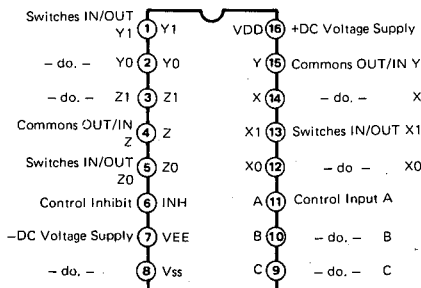 Switches IN/OUT
Y1 1 Y1 VDD 16 +DC Voltage Supply
– do. – Y0 2 Y0 Y 15 Commons OUT/IN Y
– do. – Z1 3 Z1 X 14 – do. – X
Commons OUT/IN
Z 4 Z X1 13 Switches IN/OUT X1
Switches IN/OUT
Z0 5 Z0 X0 12 – do – X0
Control Inhibit 6 INH A 11 Control Input A
–DC Voltage Supply 7 VEE B 10 – do. – B
– do. – 8 Vss C 9 – do. – C